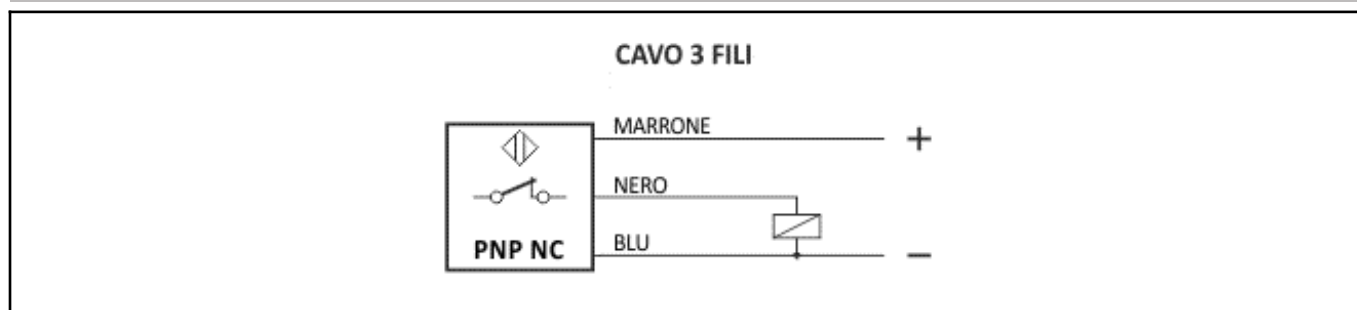 CAVO 3 FILI
MARRONE
+
NERO
PNP NC
BLU
−